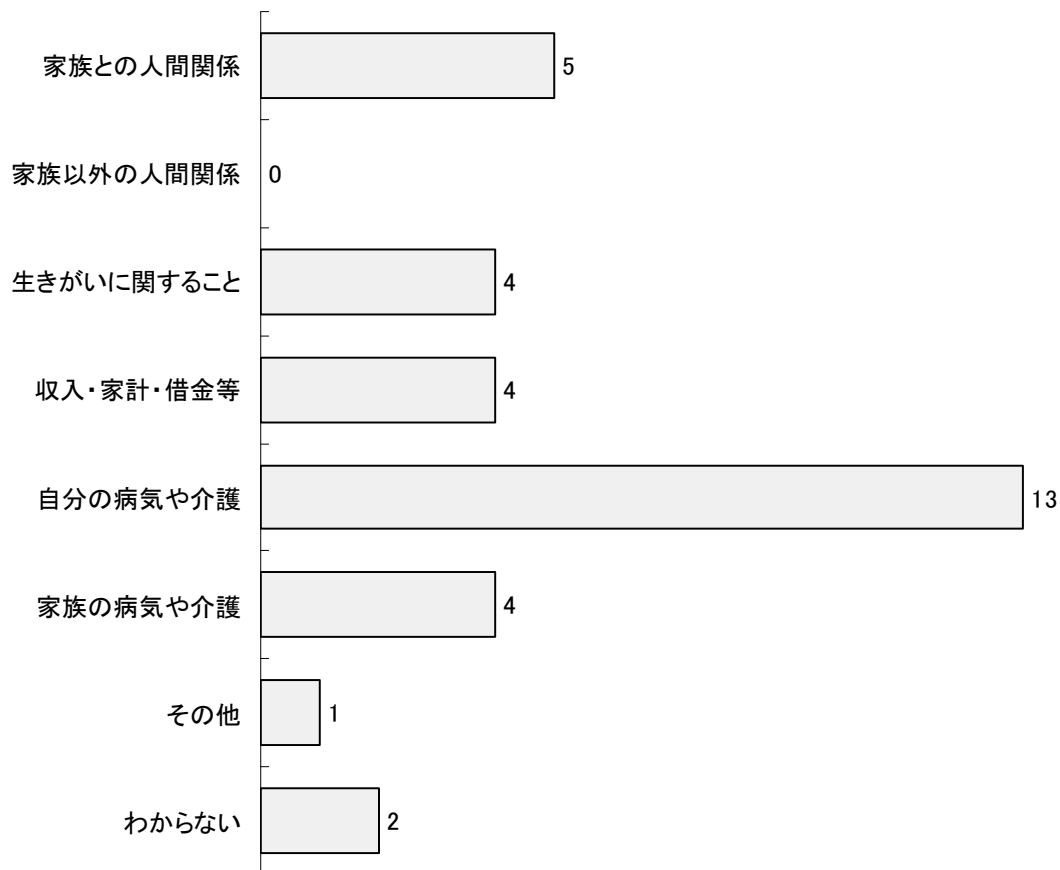 家族との人間関係
5
家族以外の人間関係
0
生きがいに関すること
4
収入・家計・借金等
4
自分の病気や介護
13
家族の病気や介護
4
その他
1
わからない
2